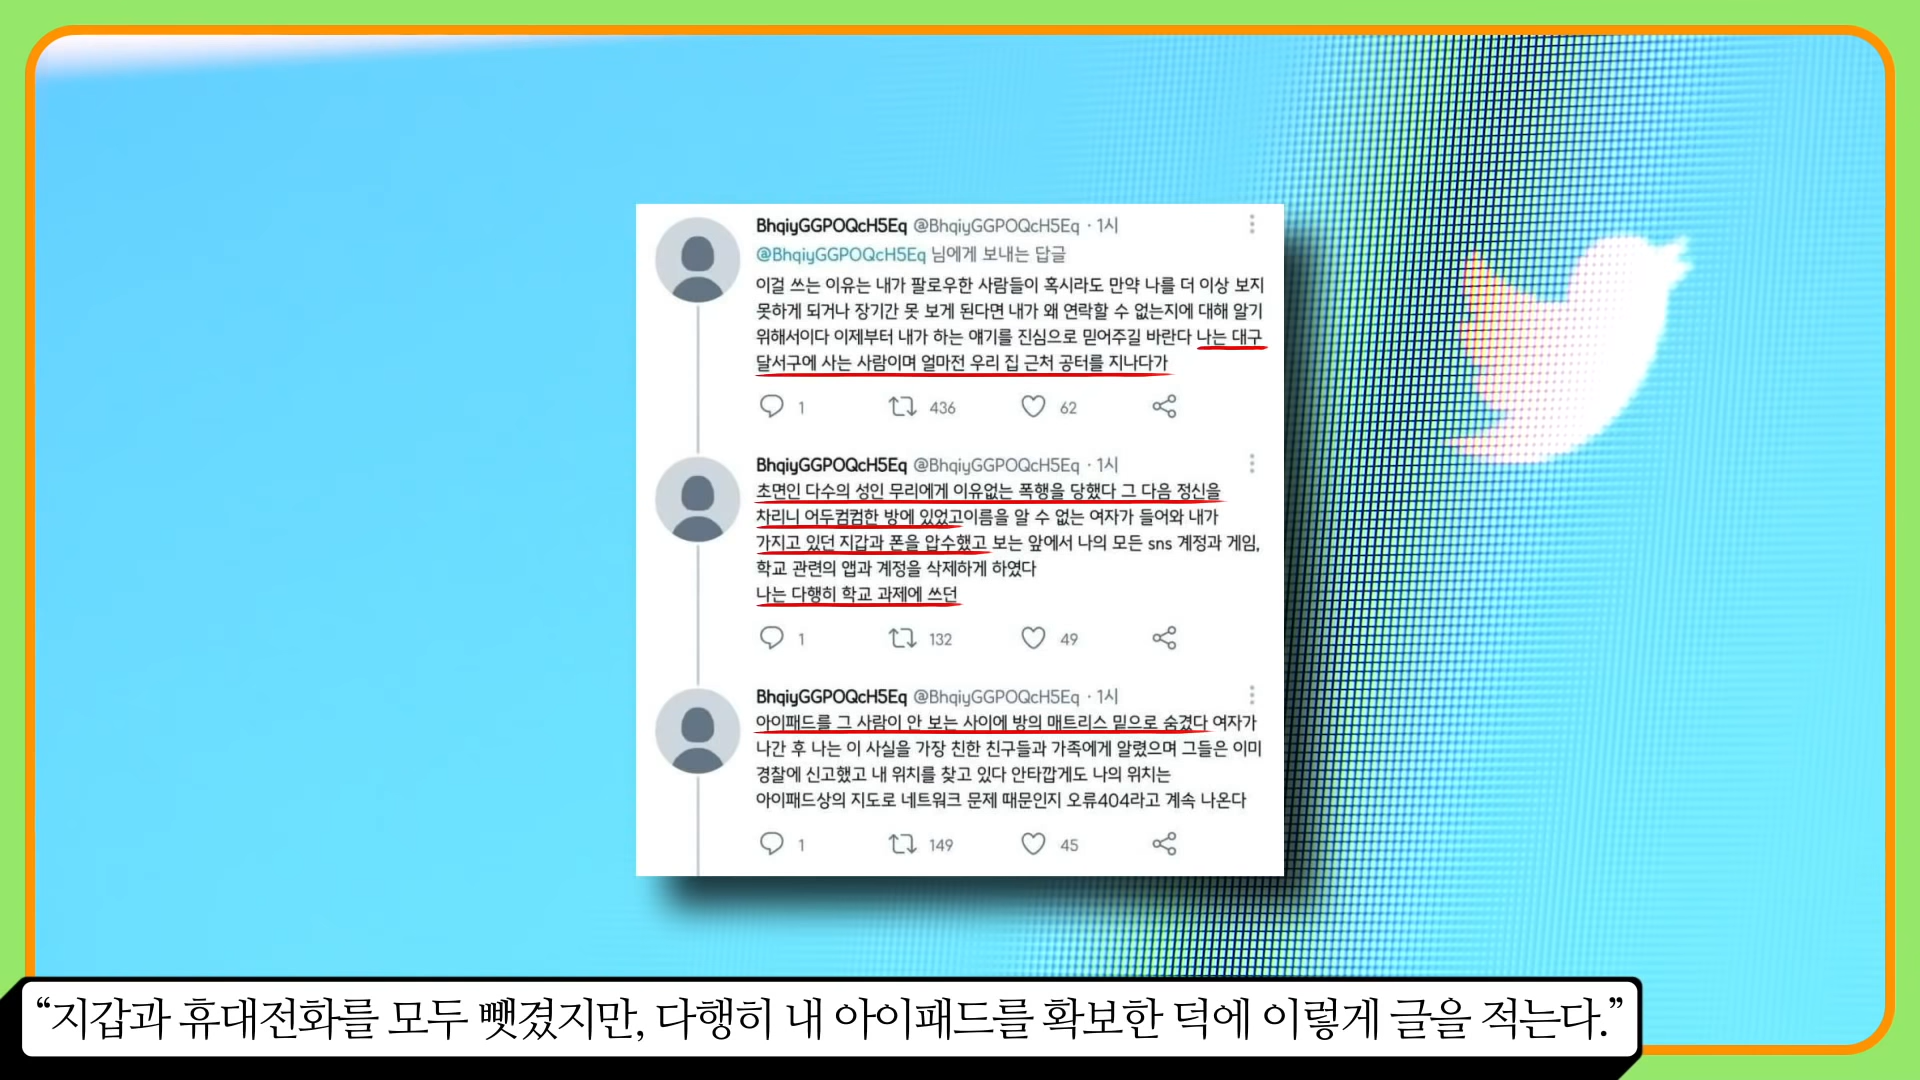 BhqiyGGPOQcH5Eq @BhqiyGGPOQcH5Eq · 1시
@BhqiyGGPOQcH5Eq 님에게 보내는 답글
이걸 쓰는 이유는 내가 팔로우한 사람들이 혹시라도 만약 나를 더 이상 보지
못하게 되거나 장기간 못 보게 된다면 내가 왜 연락할 수 없는지에 대해 알기
위해서이다 이제부터 내가 하는 얘기를 진심으로 믿어주길 바란다 나는 대구
달서구에 사는 사람이며 얼마전 우리 집 근처 공터를 지나다가
1 436 62
BhqiyGGPOQcH5Eq @BhqiyGGPOQcH5Eq · 1시
초면인 다수의 성인 무리에게 이유없는 폭행을 당했다 그 다음 정신을
차리니 어두컴컴한 방에 있었고이름을 알 수 없는 여자가 들어와 내가
가지고 있던 지갑과 폰을 압수했고 보는 앞에서 나의 모든 sns 계정과 게임,
학교 관련의 앱과 계정을 삭제하게 하였다
나는 다행히 학교 과제에 쓰던
1 132 49
BhqiyGGPOQcH5Eq @BhqiyGGPOQcH5Eq · 1시
아이패드를 그 사람이 안 보는 사이에 방의 매트리스 밑으로 숨겼다 여자가
나간 후 나는 이 사실을 가장 친한 친구들과 가족에게 알렸으며 그들은 이미
경찰에 신고했고 내 위치를 찾고 있다 안타깝게도 나의 위치는
아이패드상의 지도로 네트워크 문제 때문인지 오류404라고 계속 나온다
1 149 45
“지갑과 휴대전화를 모두 뺏겼지만, 다행히 내 아이패드를 확보한 덕에 이렇게 글을 적는다.”